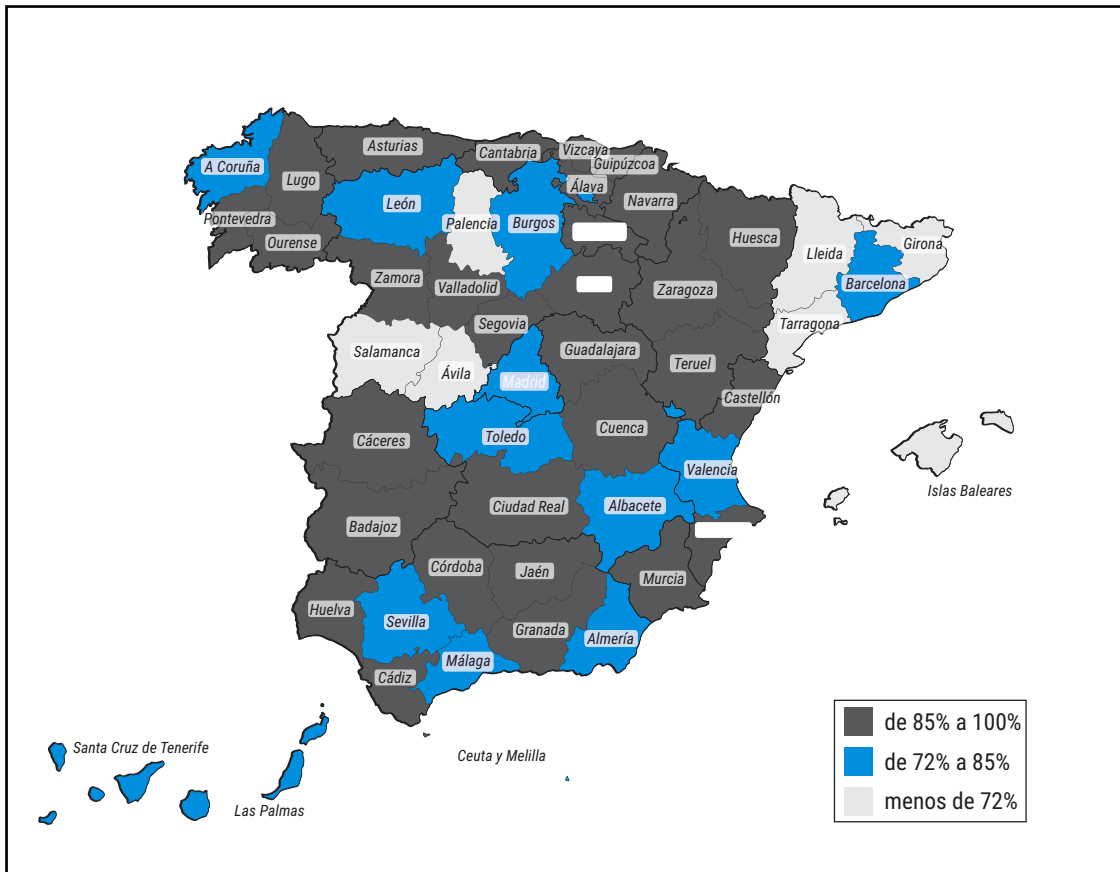 Asturias
Cantabria
Vizcaya
Guipúzcoa
A Coruña
Lugo
Álava
León
Navarra
Pontevedra
Palencia
Burgos
Ourense
Huesca
Girona
Lleida
Zamora
Valladolid
Zaragoza
Barcelona
Segovia
Tarragona
Salamanca
Guadalajara
Ávila
Teruel
Madrid
Castellón
Cáceres
Toledo
Cuenca
Valencia
Islas Baleares
Ciudad Real
Albacete
Badajoz
Córdoba
Jaén
Murcia
Huelva
Sevilla
Granada
Almería
Málaga
Cádiz
Santa Cruz de Tenerife
Ceuta y Melilla
Las Palmas
de 85% a 100%
de 72% a 85%
menos de 72%